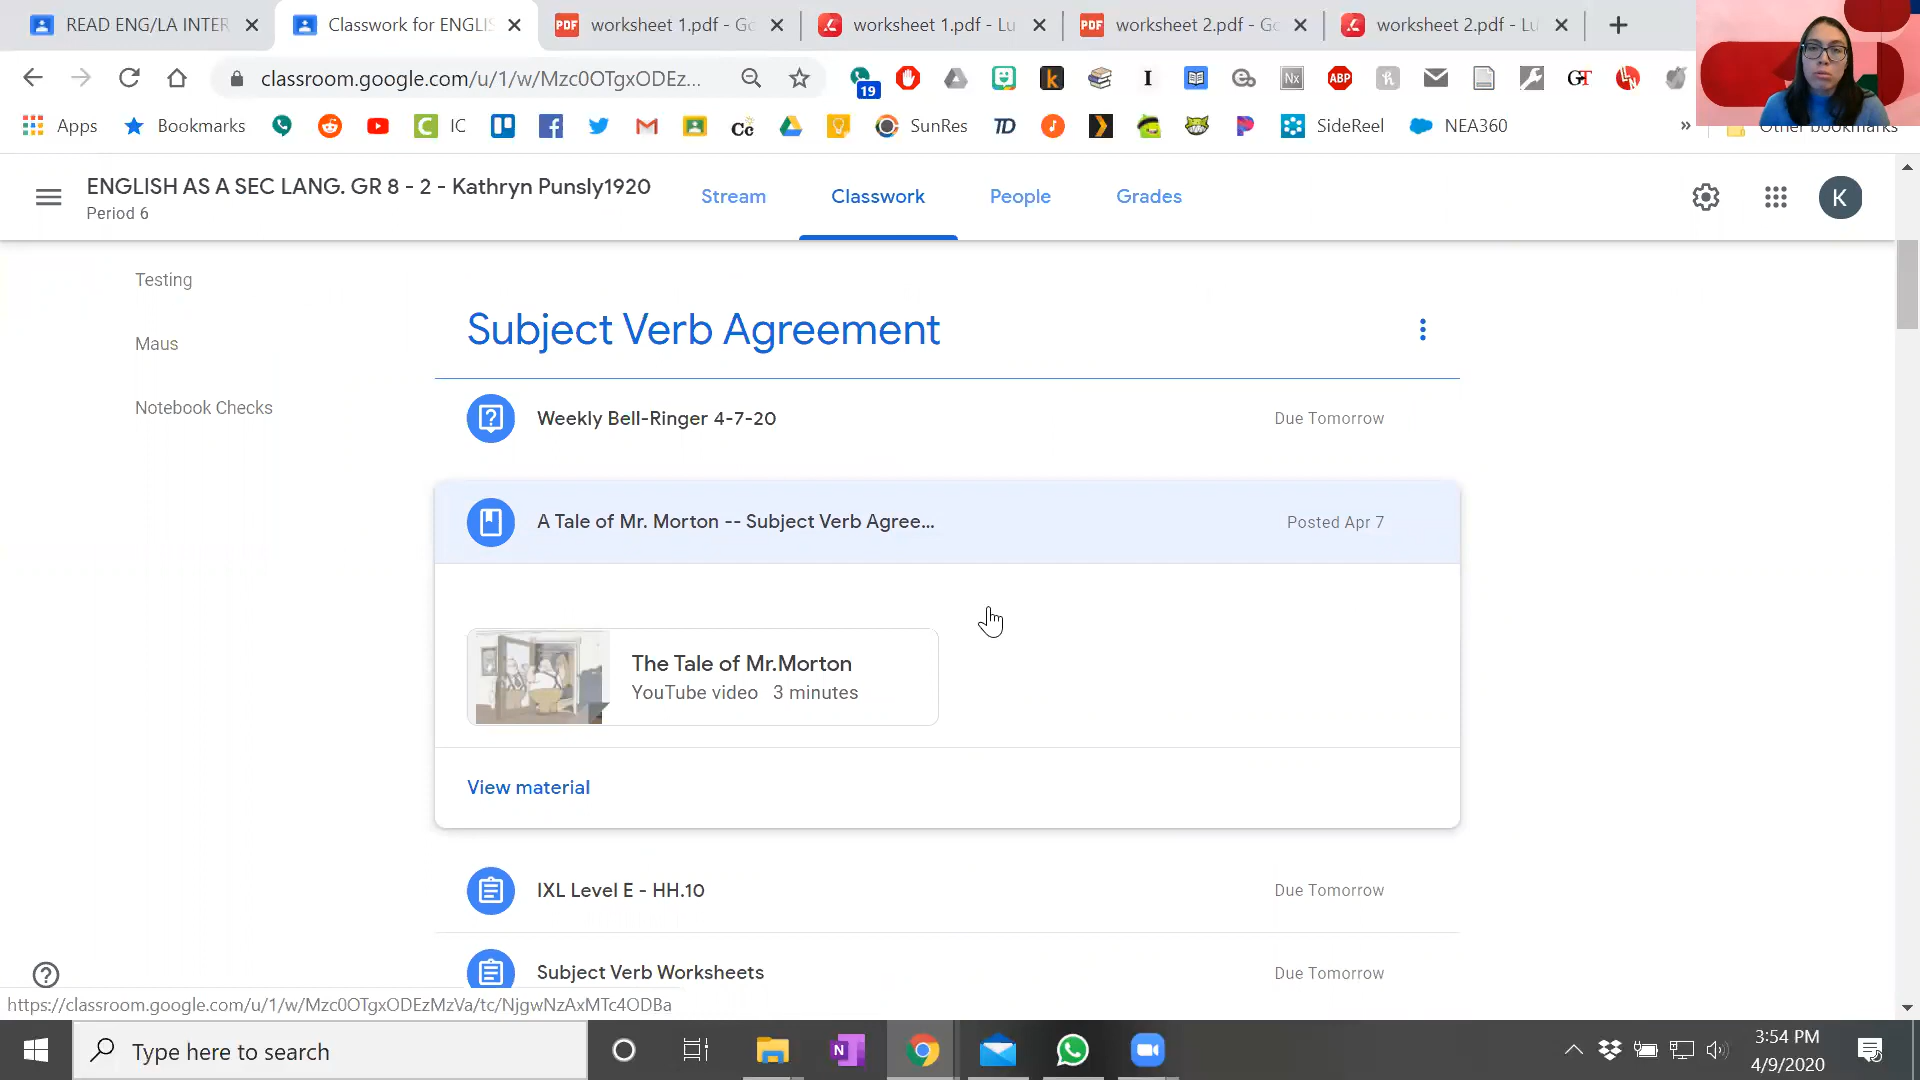 READ ENG/LA INTER
Classwork for ENGLIS
worksheet 1.pdf - Go
worksheet 1.pdf - Lu
worksheet 2.pdf - Go
worksheet 2.pdf - Lu
classroom.google.com/u/1/w/Mzc0OTgxODEz...
19
Apps
Bookmarks
IC
SunRes
SideReel
NEA360
»
Other bookmarks
ENGLISH AS A SEC LANG. GR 8 - 2 - Kathryn Punsly1920
Period 6
Stream
Classwork
People
Grades
K
Testing
Maus
Notebook Checks
Subject Verb Agreement
Weekly Bell-Ringer 4-7-20
Due Tomorrow
A Tale of Mr. Morton -- Subject Verb Agree...
Posted Apr 7
The Tale of Mr.Morton
YouTube video 3 minutes
View material
IXL Level E - HH.10
Due Tomorrow
Subject Verb Worksheets
Due Tomorrow
https://classroom.google.com/u/1/w/Mzc0OTgxODEzMzVa/tc/NjgwNzAxMTc4ODBa
Type here to search
3:54 PM
4/9/2020